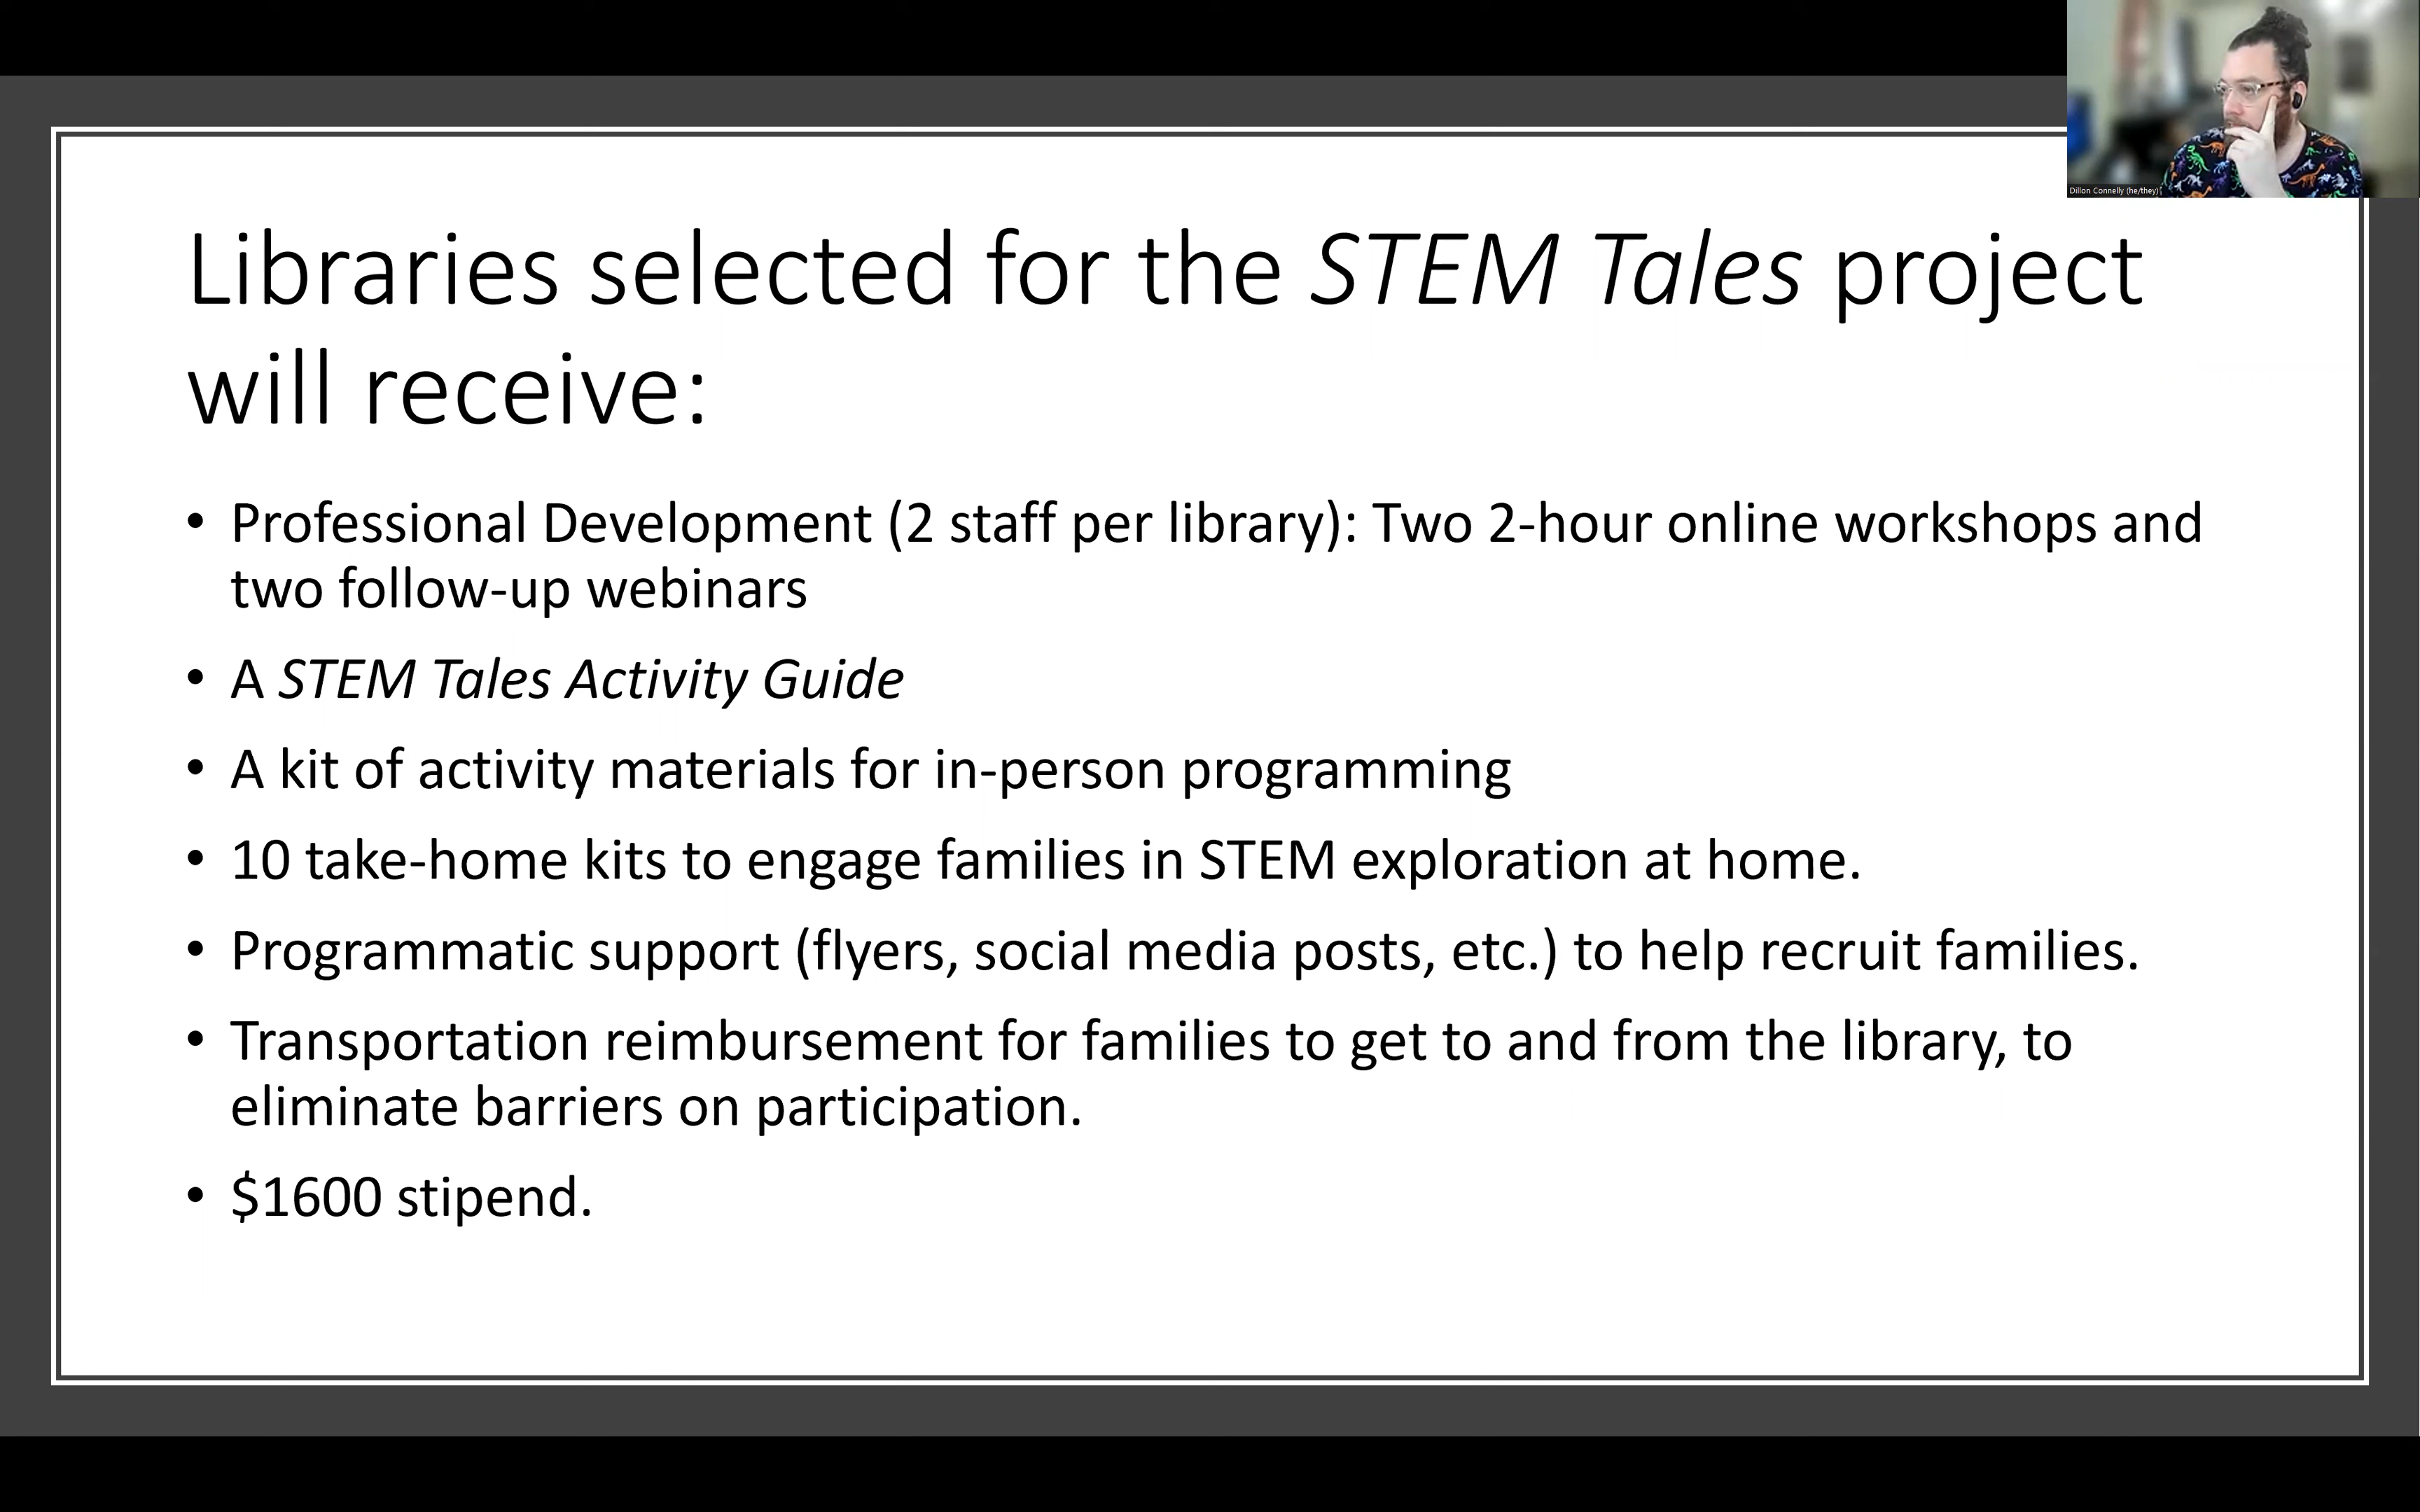 Dillon Connelly (he/they)
Libraries selected for the STEM Tales project
will receive:
• Professional Development (2 staff per library): Two 2-hour online workshops and
two follow-up webinars
• A STEM Tales Activity Guide
• A kit of activity materials for in-person programming
• 10 take-home kits to engage families in STEM exploration at home.
• Programmatic support (flyers, social media posts, etc.) to help recruit families.
• Transportation reimbursement for families to get to and from the library, to
eliminate barriers on participation.
• $1600 stipend.